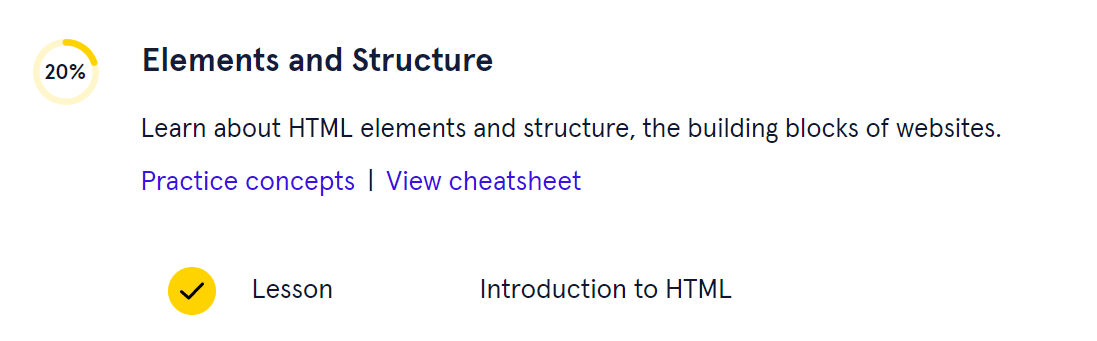 20%
Elements and Structure
Learn about HTML elements and structure, the building blocks of websites.
Practice concepts | View cheatsheet
Lesson Introduction to HTML